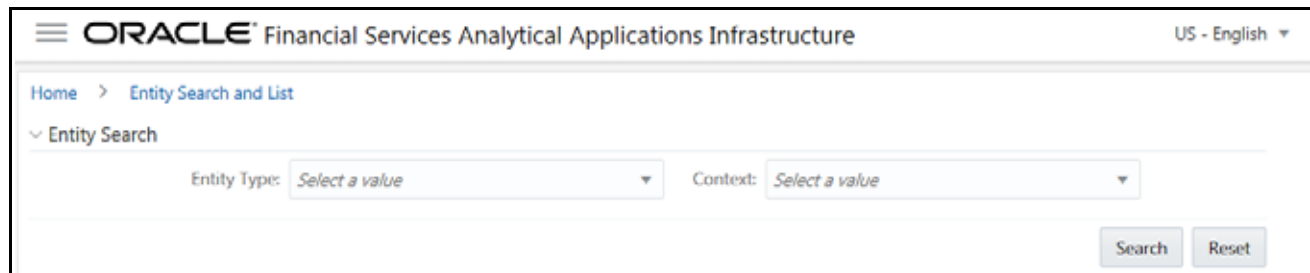 ORACLE Financial Services Analytical Applications Infrastructure US - English
Home > Entity Search and List
Entity Search
Entity Type: Select a value Context: Select a value
Search Reset